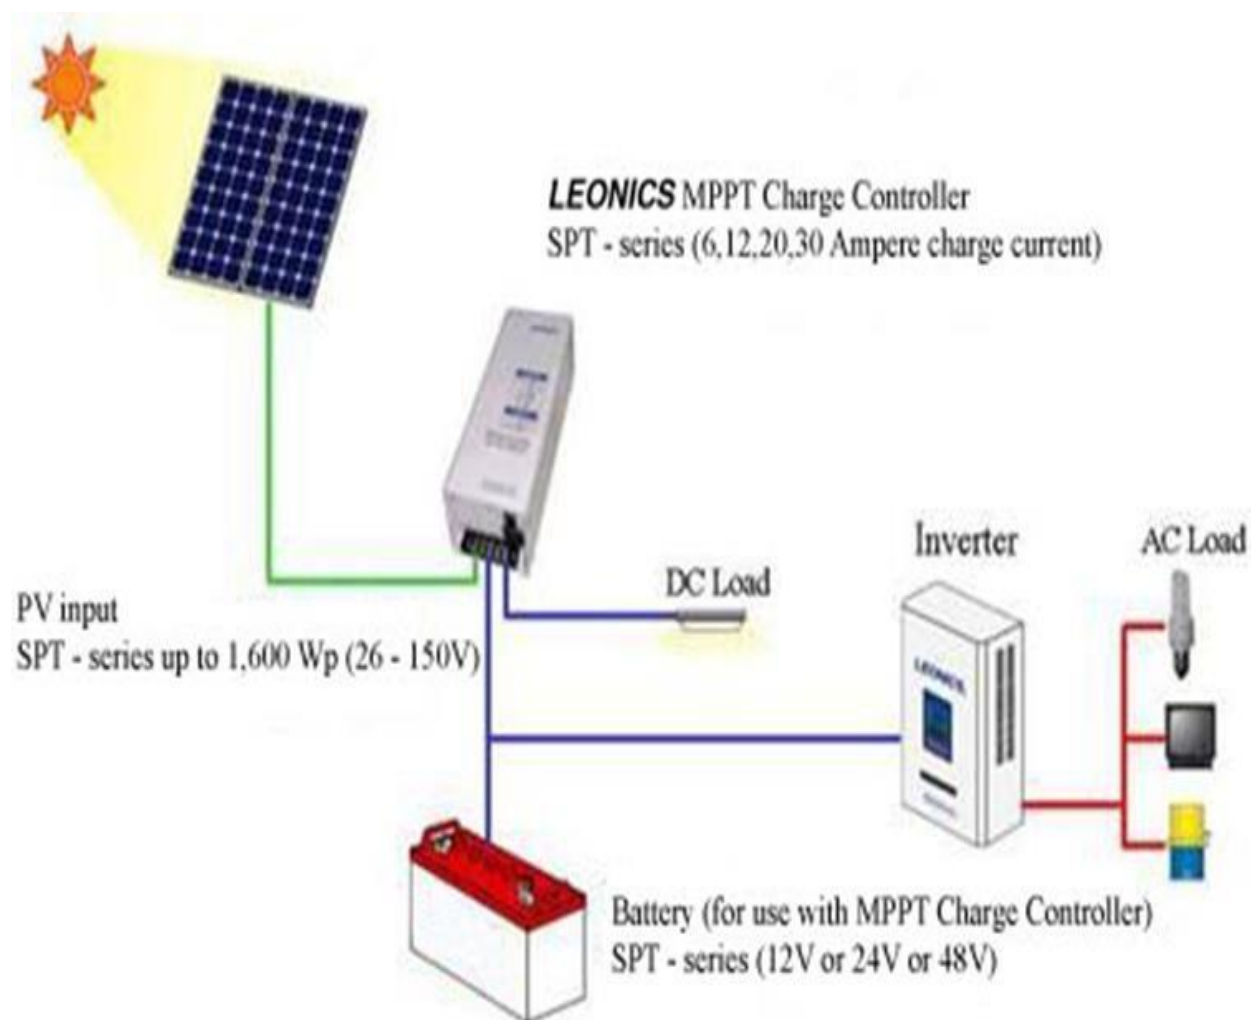 LEONICS MPPT Charge Controller
SPT - series (6,12,20,30 Ampere charge current)
Inverter
AC Load
DC Load
PV input
SPT - series up to 1,600 Wp (26 - 150V)
LEONICS
Battery (for use with MPPT Charge Controller)
SPT - series (12V or 24V or 48V)